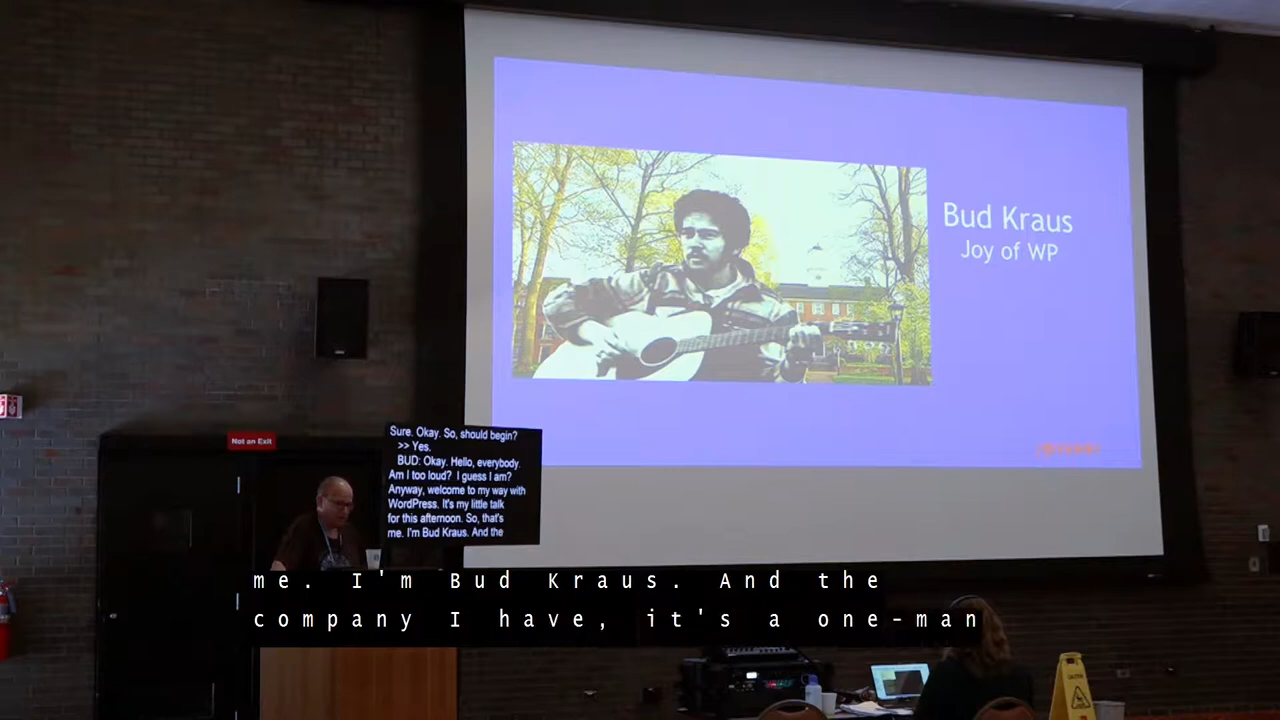 Bud Kraus
Joy of WP
Not an Exit
Sure. Okay. So, should begin?
>> Yes.
BUD: Okay. Hello, everybody.
Am I too loud? I guess I am?
Anyway, welcome to my way with
WordPress. It's my little talk
for this afternoon. So, that's
me. I'm Bud Kraus. And the
me. I'm Bud Kraus. And the
company I have, it's a one-man
CAUTION